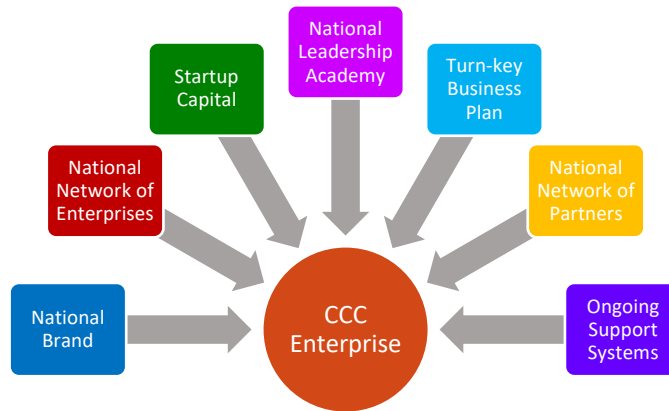 National
Leadership
Academy
Startup
Capital
Turn-key
Business
Plan
National
Network of
Enterprises
National
Network of
Partners
National
Brand
CCC
Enterprise
Ongoing
Support
Systems